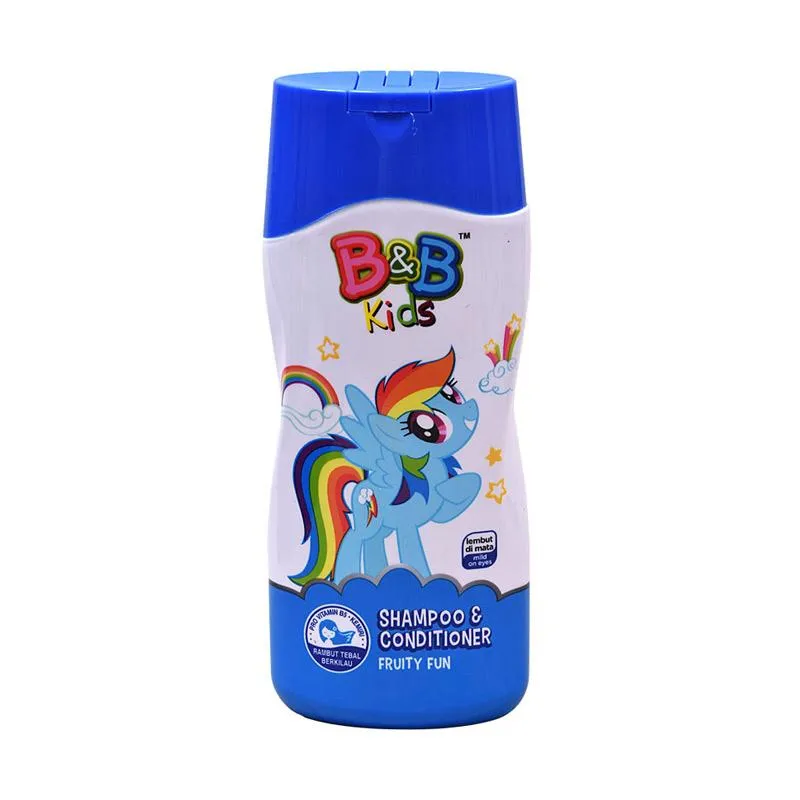 B&B™
Kids
lembut
di mata
mild
on eyes
PRO VITAMIN B5 • KEMIRI
RAMBUT TEBAL
BERKILAU
SHAMPOO &
CONDITIONER
FRUITY FUN